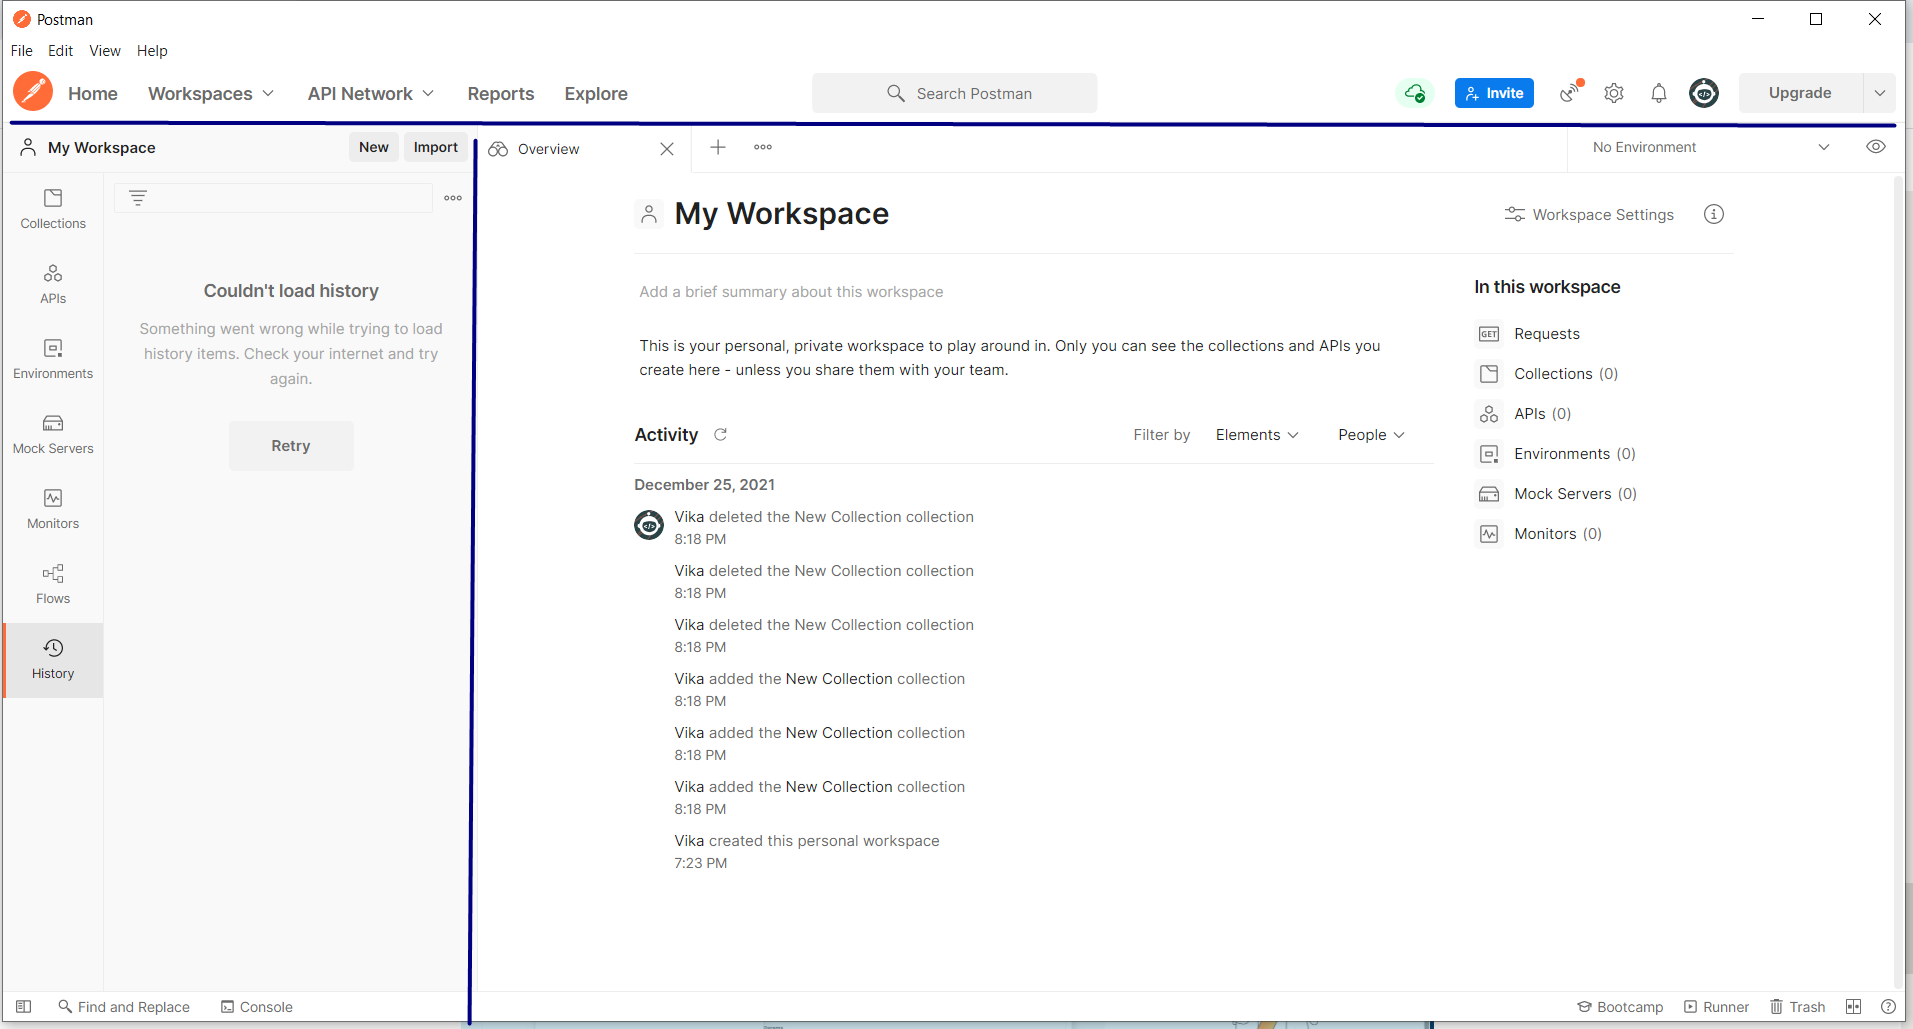 Postman
File Edit View Help
Home Workspaces API Network Reports Explore Search Postman Invite Upgrade
My Workspace New Import Overview No Environment
Collections
APIs
Environments
Mock Servers
Monitors
Flows
History
Couldn't load history
Something went wrong while trying to load
history items. Check your internet and try
again.
Retry
My Workspace Workspace Settings
Add a brief summary about this workspace
This is your personal, private workspace to play around in. Only you can see the collections and APIs you
create here - unless you share them with your team.
Activity Filter by Elements People
December 25, 2021
Vika deleted the New Collection collection
8:18 PM
Vika deleted the New Collection collection
8:18 PM
Vika deleted the New Collection collection
8:18 PM
Vika added the New Collection collection
8:18 PM
Vika added the New Collection collection
8:18 PM
Vika added the New Collection collection
8:18 PM
Vika created this personal workspace
7:23 PM
In this workspace
GET Requests
Collections (0)
APIs (0)
Environments (0)
Mock Servers (0)
Monitors (0)
Find and Replace Console Bootcamp Runner Trash